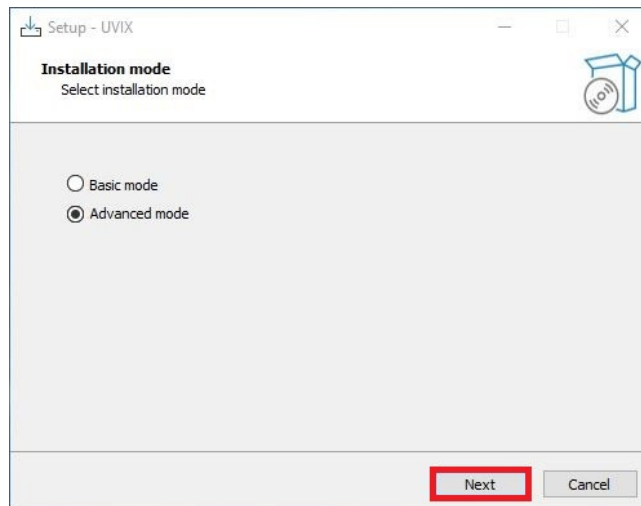 Setup - UVIX
Installation mode
Select installation mode
Basic mode
Advanced mode
Next Cancel